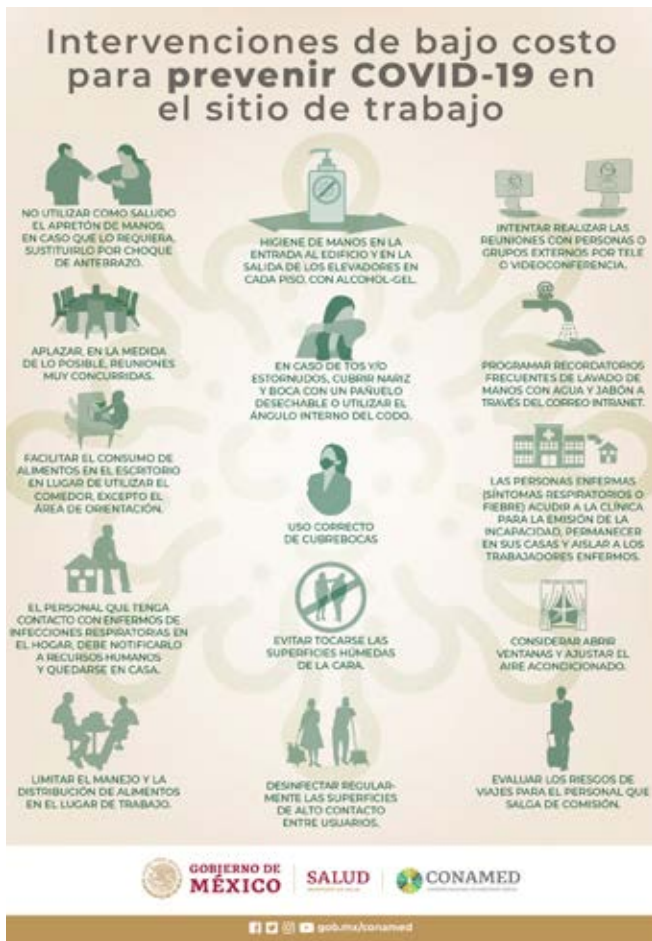 Intervenciones de bajo costo
para prevenir COVID-19 en
el sitio de trabajo
NO UTILIZAR COMO SALUDO
EL APRETÓN DE MANOS,
EN CASO QUE LO REQUIERA,
SUSTITUIRLO POR CHOQUE
DE ANTEBRAZO.
HIGIENE DE MANOS EN LA
ENTRADA AL EDIFICIO Y EN LA
SALIDA DE LOS ELEVADORES EN
CADA PISO. CON ALCOHOL-GEL.
INTENTAR REALIZAR LAS
REUNIONES CON PERSONAS O
GRUPOS EXTERNOS POR TELE
O VIDEOCONFERENCIA.
APLAZAR, EN LA MEDIDA
DE LO POSIBLE, REUNIONES
MUY CONCURRIDAS.
EN CASO DE TOS Y/O
ESTORNUDOS, CUBRIR NARIZ
Y BOCA CON UN PAÑUELO
DESECHABLE O UTILIZAR EL
ÁNGULO INTERNO DEL CODO.
@
PROGRAMAR RECORDATORIOS
FRECUENTES DE LAVADO DE
MANOS CON AGUA Y JABÓN A
TRAVÉS DEL CORREO INTRANET.
FACILITAR EL CONSUMO DE
ALIMENTOS EN EL ESCRITORIO
EN LUGAR DE UTILIZAR EL
COMEDOR, EXCEPTO EL
ÁREA DE ORIENTACIÓN.
USO CORRECTO
DE CUBREBOCAS
LAS PERSONAS ENFERMAS
(SÍNTOMAS RESPIRATORIOS O
FIEBRE) ACUDIR A LA CLÍNICA
PARA LA EMISIÓN DE LA
INCAPACIDAD, PERMANECER
EN SUS CASAS Y AISLAR A LOS
TRABAJADORES ENFERMOS.
EL PERSONAL QUE TENGA
CONTACTO CON ENFERMOS DE
INFECCIONES RESPIRATORIAS EN
EL HOGAR, DEBE NOTIFICARLO
A RECURSOS HUMANOS
Y QUEDARSE EN CASA.
EVITAR TOCARSE LAS
SUPERFICIES HÚMEDAS
DE LA CARA.
CONSIDERAR ABRIR
VENTANAS Y AJUSTAR EL
AIRE ACONDICIONADO.
LIMITAR EL MANEJO Y LA
DISTRIBUCIÓN DE ALIMENTOS
EN EL LUGAR DE TRABAJO.
DESINFECTAR REGULAR-
MENTE LAS SUPERFICIES
DE ALTO CONTACTO
ENTRE USUARIOS.
EVALUAR LOS RIESGOS DE
VIAJES PARA EL PERSONAL QUE
SALGA DE COMISIÓN.
GOBIERNO DE
MÉXICO
SALUD
CONAMED
gob.mx/conamed